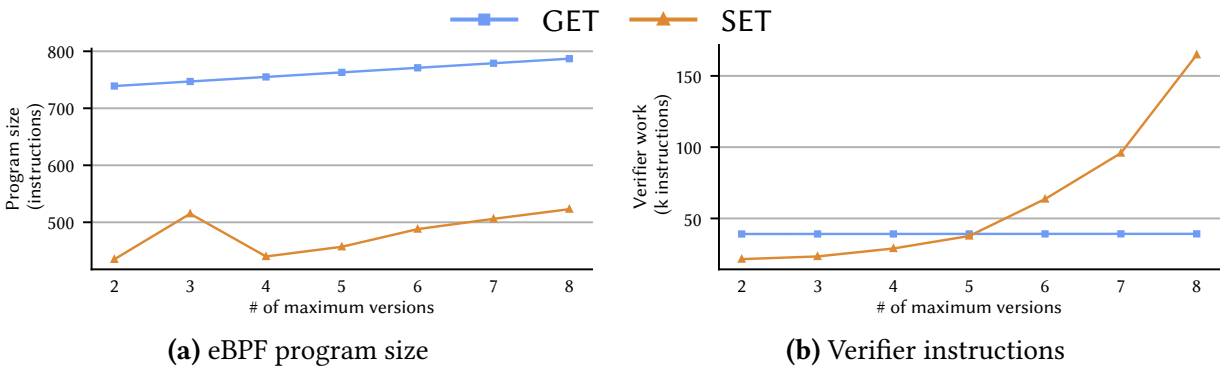 GET SET
Program size
(instructions)
800
700
600
500
2 3 4 5 6 7 8
# of maximum versions
(a) eBPF program size
Verifier work
(k instructions)
150
100
50
2 3 4 5 6 7 8
# of maximum versions
(b) Verifier instructions